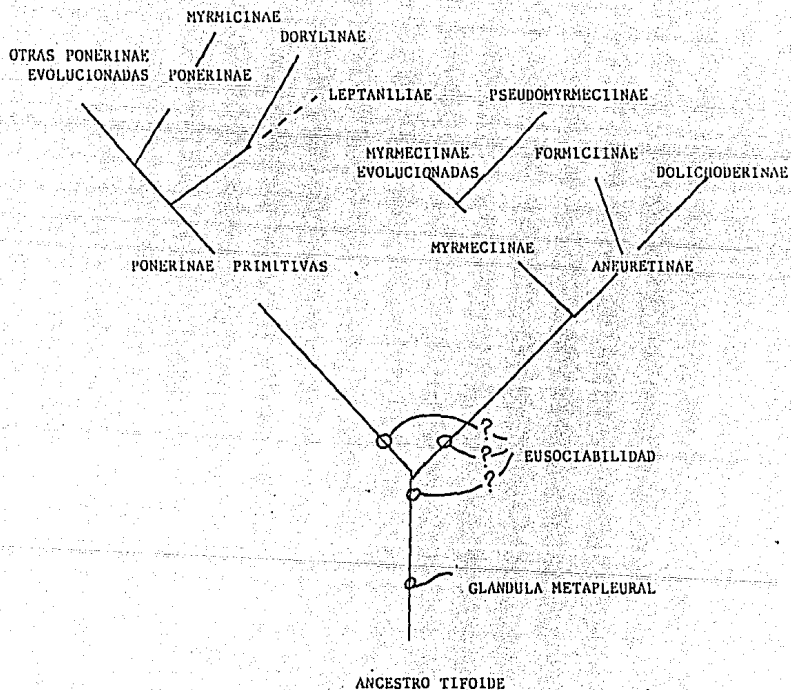 MYRMICINAE
DORYLINAE
OTRAS PONERINAE
EVOLUCIONADAS PONERINAE
LEPTANILIAE
PSEUDOMYRMECIINAE
MYRMECIINAE
EVOLUCIONADAS
FORMICIINAE
DOLICHODERINAE
MYRMECIINAE
ANEURETINAE
PONERINAE PRIMITIVAS
?
?
?
EUSOCIABILIDAD
GLANDULA METAPLEURAL
ANCESTRO TIFOIDE